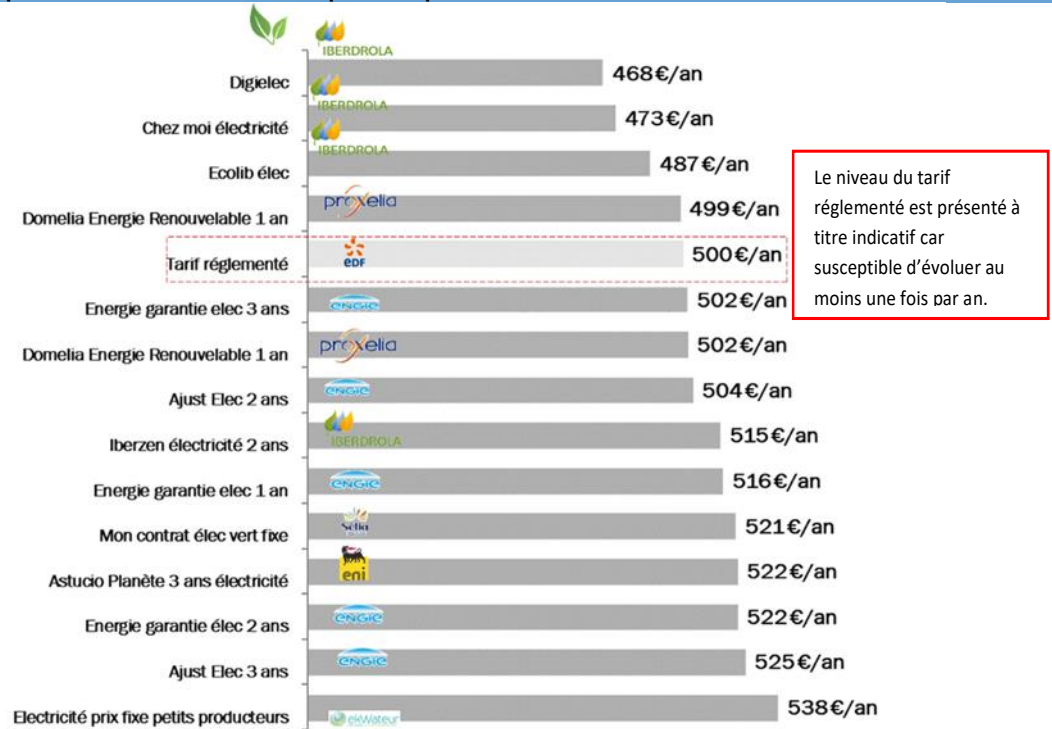 IBERDROLA
Digielec
468€/an
IBERDROLA
Chez moi électricité
473€/an
IBERDROLA
Ecolib élec
487€/an
Domelia Energie Renouvelable 1 an
proxelia
499€/an
Tarif réglementé
eDF
500€/an
Le niveau du tarif
réglementé est présenté à
titre indicatif car
susceptible d’évoluer au
moins une fois par an.
Energie garantie elec 3 ans
ENGIE
502€/an
Domelia Energie Renouvelable 1 an
proxelia
502€/an
Ajust Elec 2 ans
ENGIE
504€/an
Iberzen électricité 2 ans
IBERDROLA
515€/an
Energie garantie elec 1 an
ENGIE
516€/an
Mon contrat élec vert fixe
Sélia
521€/an
Astucio Planète 3 ans électricité
eni
522€/an
Energie garantie élec 2 ans
ENGIE
522€/an
Ajust Elec 3 ans
ENGIE
525€/an
Electricité prix fixe petits producteurs
ekWateur
538€/an